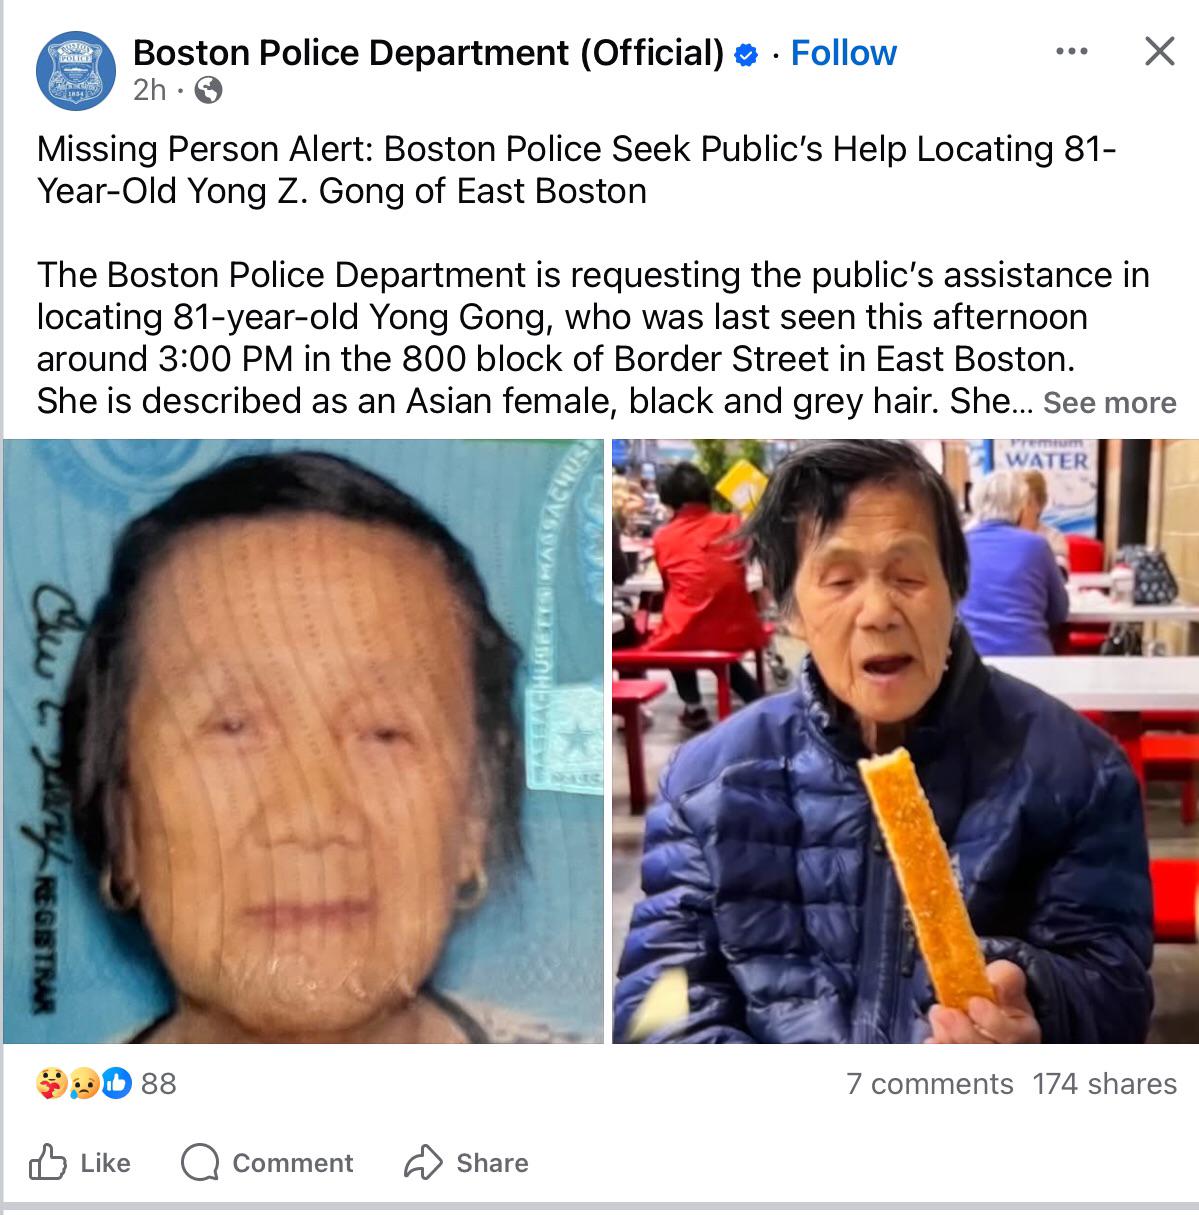 Boston Police Department (Official) · Follow
2h ·
Missing Person Alert: Boston Police Seek Public's Help Locating 81-
Year-Old Yong Z. Gong of East Boston
The Boston Police Department is requesting the public's assistance in
locating 81-year-old Yong Gong, who was last seen this afternoon
around 3:00 PM in the 800 block of Border Street in East Boston.
She is described as an Asian female, black and grey hair. She... See more
REGISTRAR
MASSACHUS
Premium
WATER
88
7 comments 174 shares
Like Comment Share